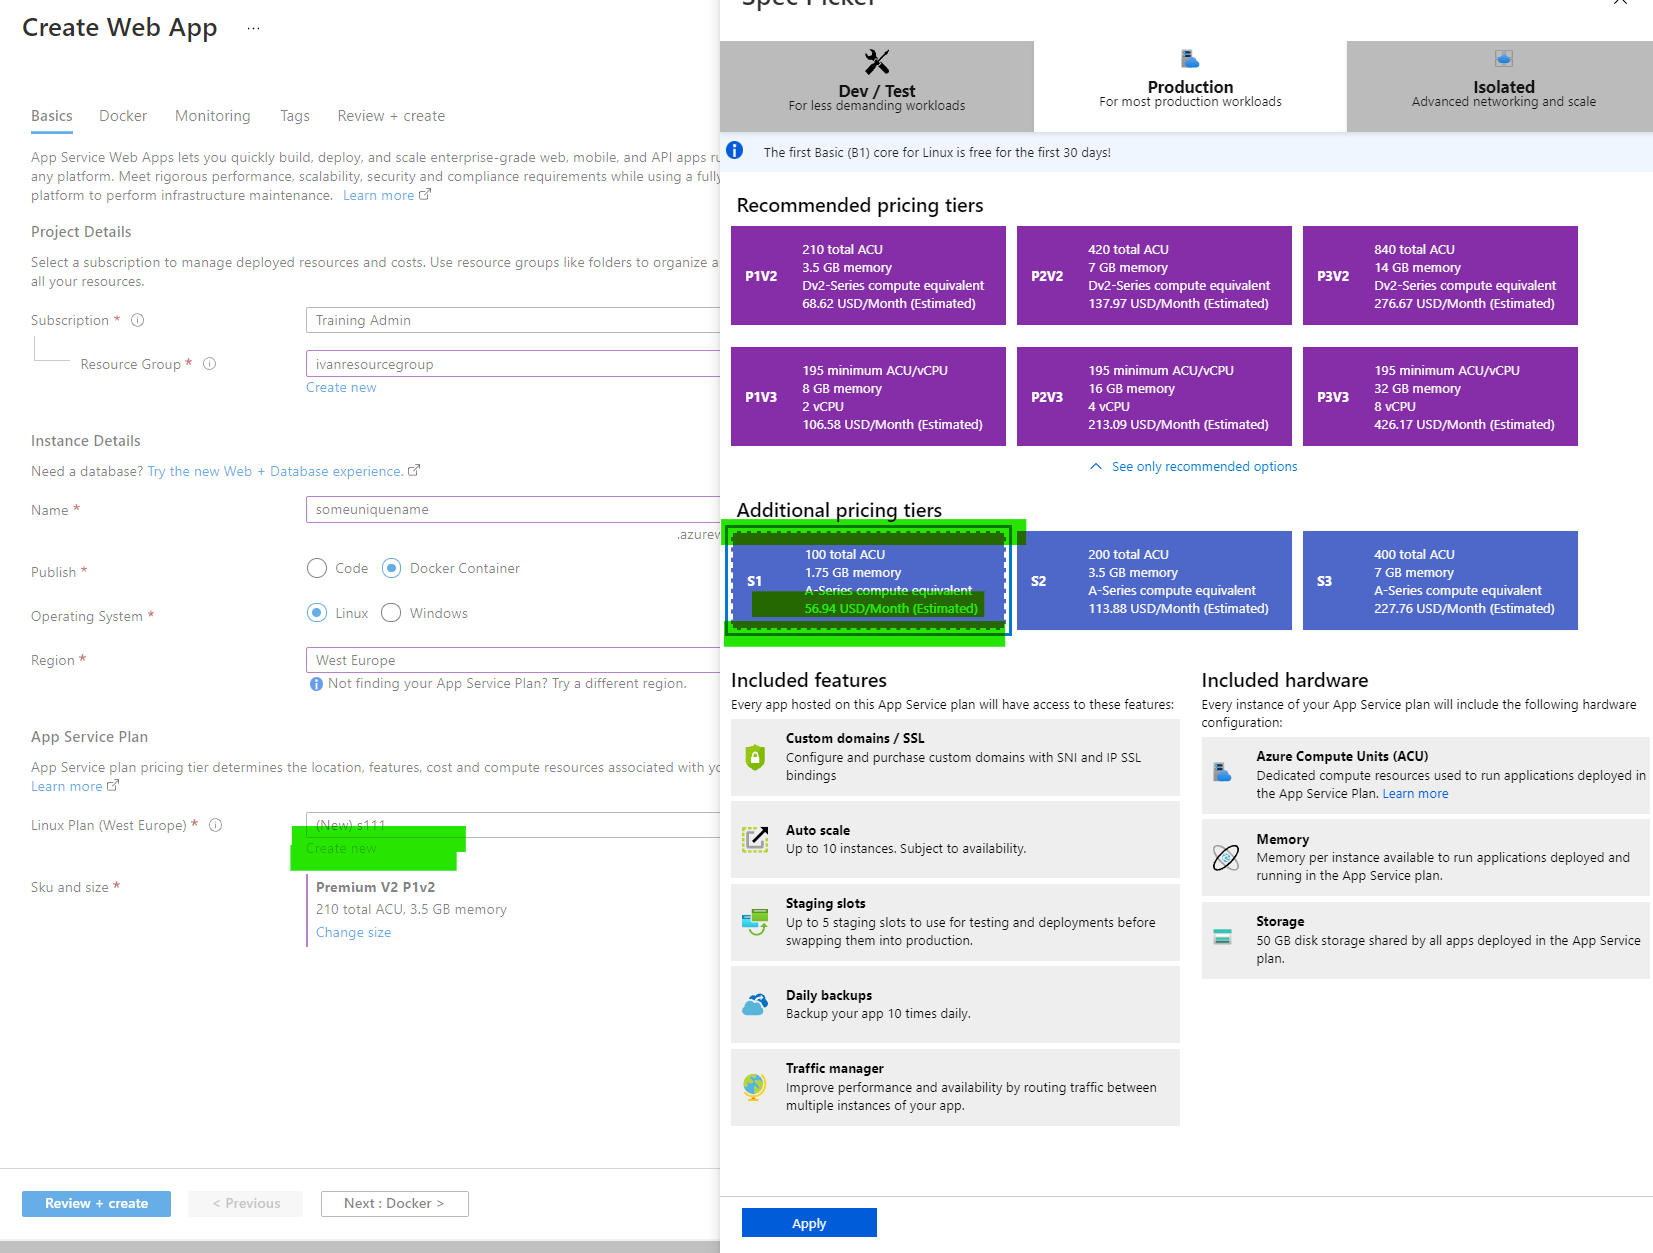 Create Web App ...
Basics Docker Monitoring Tags Review + create
App Service Web Apps lets you quickly build, deploy, and scale enterprise-grade web, mobile, and API apps
any platform. Meet rigorous performance, scalability, security and compliance requirements while using a
platform to perform infrastructure maintenance. Learn more
Project Details
Select a subscription to manage deployed resources and costs. Use resource groups like folders to organize
all your resources.
Subscription *
Training Admin
Resource Group *
ivanresourcegroup
Create new
Instance Details
Need a database? Try the new Web + Database experience.
Name *
someuniquename
Publish *
Code Docker Container
Operating System *
Linux Windows
Region *
West Europe
Not finding your App Service Plan? Try a different region.
App Service Plan
App Service plan pricing tier determines the location, features, cost and compute resources associated with
Learn more
Linux Plan (West Europe) *
(New) s111
Create new
Sku and size *
Premium V2 P1v2
210 total ACU, 3.5 GB memory
Change size
Review + create
< Previous
Next : Docker >
Spec Picker
Dev / Test
For less demanding workloads
Production
For most production workloads
Isolated
Advanced networking and scale
The first Basic (B1) core for Linux is free for the first 30 days!
Recommended pricing tiers
P1V2
210 total ACU
3.5 GB memory
Dv2-Series compute equivalent
68.62 USD/Month (Estimated)
P2V2
420 total ACU
7 GB memory
Dv2-Series compute equivalent
137.97 USD/Month (Estimated)
P3V2
840 total ACU
14 GB memory
Dv2-Series compute equivalent
276.67 USD/Month (Estimated)
P1V3
195 minimum ACU/vCPU
8 GB memory
2 vCPU
106.58 USD/Month (Estimated)
P2V3
195 minimum ACU/vCPU
16 GB memory
4 vCPU
213.09 USD/Month (Estimated)
P3V3
195 minimum ACU/vCPU
32 GB memory
8 vCPU
426.17 USD/Month (Estimated)
See only recommended options
Additional pricing tiers
S1
100 total ACU
1.75 GB memory
A-Series compute equivalent
56.94 USD/Month (Estimated)
S2
200 total ACU
3.5 GB memory
A-Series compute equivalent
113.88 USD/Month (Estimated)
S3
400 total ACU
7 GB memory
A-Series compute equivalent
227.76 USD/Month (Estimated)
Included features
Every app hosted on this App Service plan will have access to these features:
Custom domains / SSL
Configure and purchase custom domains with SNI and IP SSL
bindings
Auto scale
Up to 10 instances. Subject to availability.
Staging slots
Up to 5 staging slots to use for testing and deployments before
swapping them into production.
Daily backups
Backup your app 10 times daily.
Traffic manager
Improve performance and availability by routing traffic between
multiple instances of your app.
Included hardware
Every instance of your App Service plan will include the following hardware
configuration:
Azure Compute Units (ACU)
Dedicated compute resources used to run applications deployed in
the App Service Plan. Learn more
Memory
Memory per instance available to run applications deployed and
running in the App Service plan.
Storage
50 GB disk storage shared by all apps deployed in the App Service
plan.
Apply